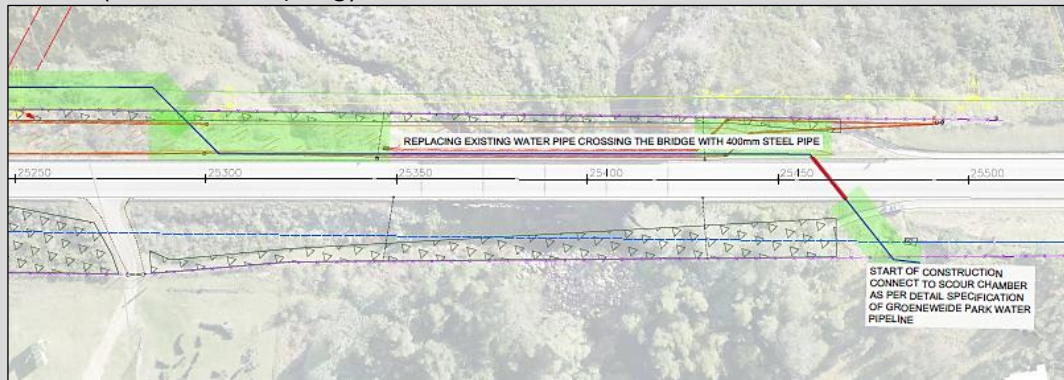 REPLACING EXISTING WATER PIPE CROSSING THE BRIDGE WITH 400mm STEEL PIPE
25250
25300
25350
25400
25450
25500
START OF CONSTRUCTION
CONNECT TO SCOUR CHAMBER
AS PER DETAIL SPECIFICATION
OF GROENEWEIDE PARK WATER
PIPELINE